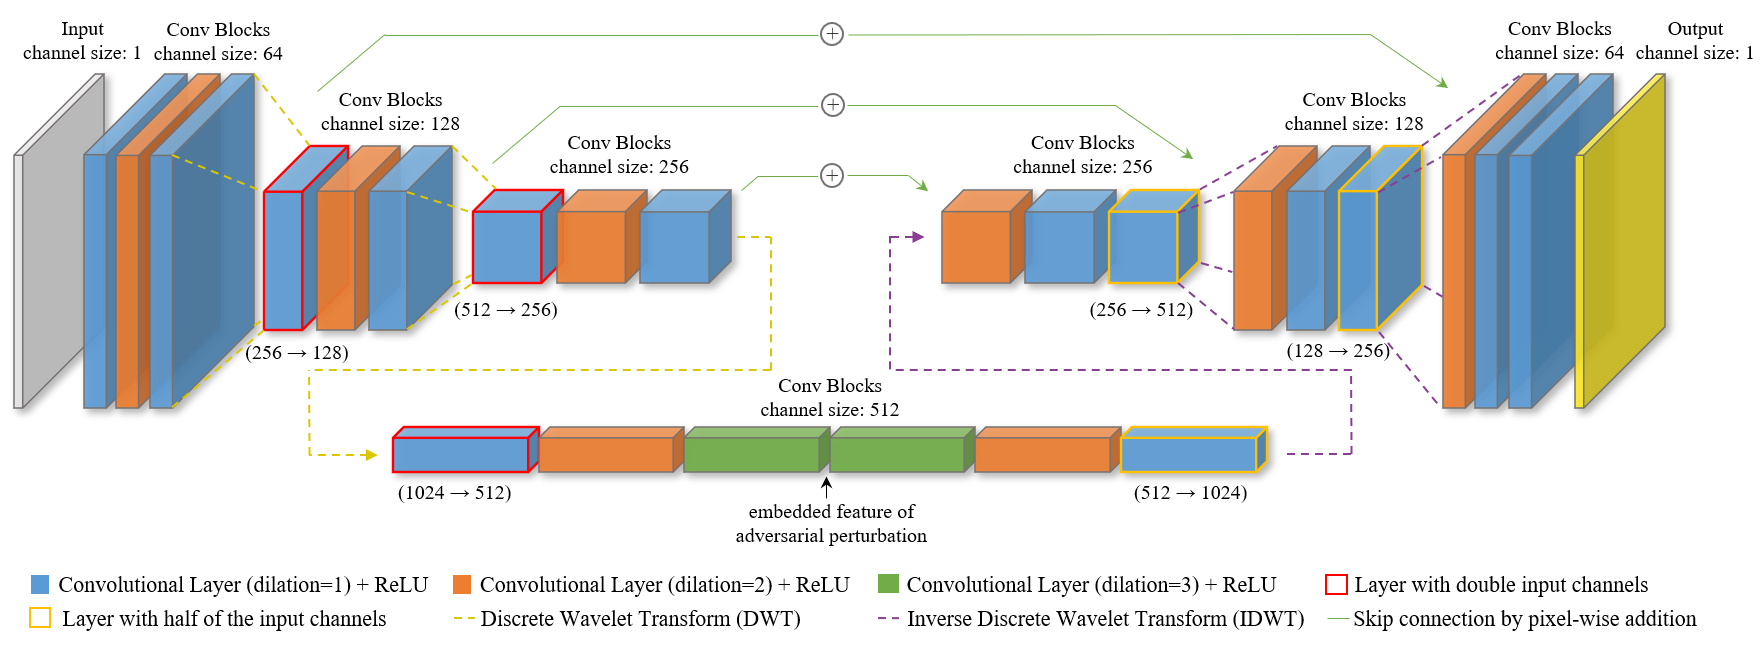 Input
channel size: 1
Conv Blocks
channel size: 64
Conv Blocks
channel size: 128
(256 → 128)
Conv Blocks
channel size: 256
(512 → 256)
+
+
+
Conv Blocks
channel size: 256
(256 → 512)
Conv Blocks
channel size: 128
(128 → 256)
Conv Blocks
channel size: 64
Output
channel size: 1
Conv Blocks
channel size: 512
(1024 → 512)
(512 → 1024)
embedded feature of
adversarial perturbation
Convolutional Layer (dilation=1) + ReLU
Convolutional Layer (dilation=2) + ReLU
Convolutional Layer (dilation=3) + ReLU
Layer with double input channels
Layer with half of the input channels
Discrete Wavelet Transform (DWT)
Inverse Discrete Wavelet Transform (IDWT)
Skip connection by pixel-wise addition